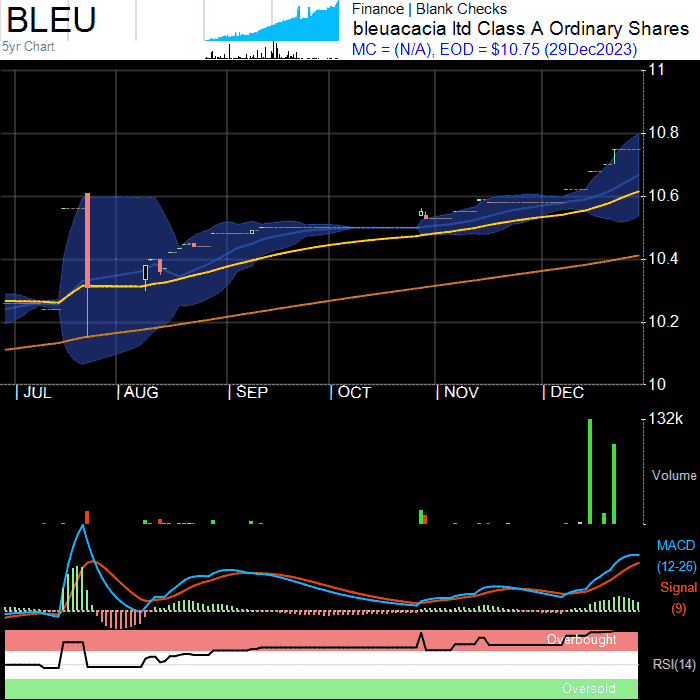 BLEU
5yr Chart
Finance | Blank Checks
bleuacacia ltd Class A Ordinary Shares
MC = (N/A), EOD = $10.75 (29Dec2023)
11
10.8
10.6
10.4
10.2
10
| JUL | AUG | SEP | OCT | NOV | DEC
132k
Volume
MACD
(12-26)
Signal
(9)
Overbought
RSI(14)
Oversold